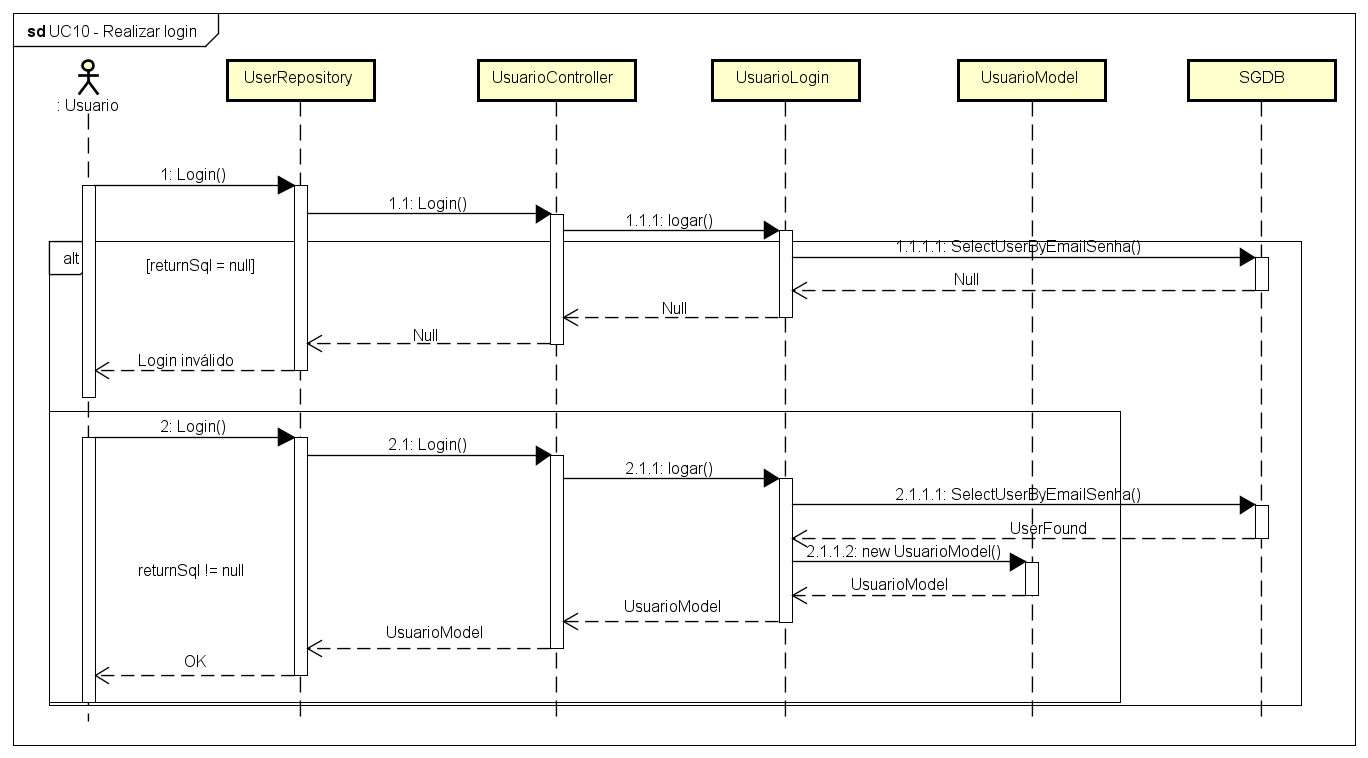 sd UC10 - Realizar login
: Usuario
UserRepository
UsuarioController
UsuarioLogin
UsuarioModel
SGDB
1: Login()
1.1: Login()
1.1.1: logar()
1.1.1.1: SelectUserByEmailSenha()
alt
[returnSql = null]
Null
Null
Null
Login inválido
2: Login()
2.1: Login()
2.1.1: logar()
2.1.1.1: SelectUserByEmailSenha()
UserFound
2.1.1.2: new UsuarioModel()
returnSql != null
UsuarioModel
UsuarioModel
UsuarioModel
OK